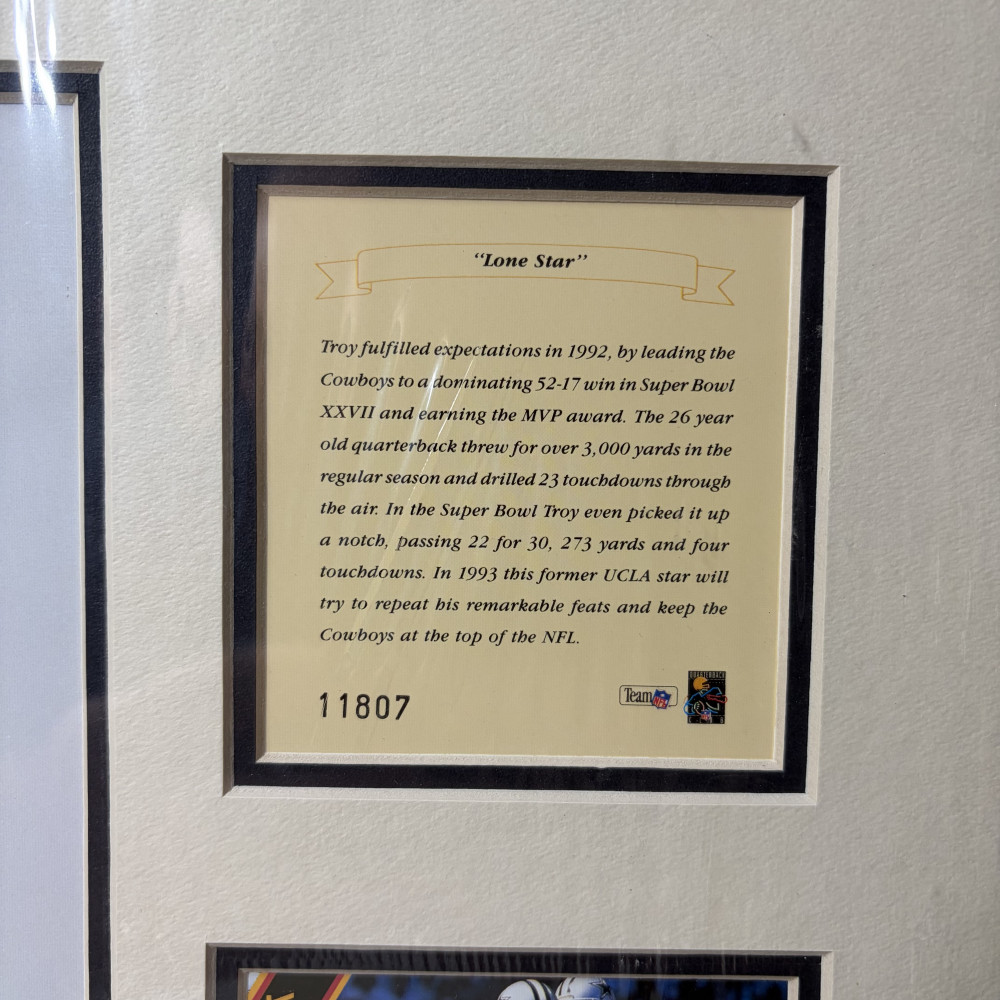 “Lone Star”
Troy fulfilled expectations in 1992, by leading the
Cowboys to a dominating 52-17 win in Super Bowl
XXVII and earning the MVP award. The 26 year
old quarterback threw for over 3,000 yards in the
regular season and drilled 23 touchdowns through
the air. In the Super Bowl Troy even picked it up
a notch, passing 22 for 30, 273 yards and four
touchdowns. In 1993 this former UCLA star will
try to repeat his remarkable feats and keep the
Cowboys at the top of the NFL.
11807
Team NFL
QUARTERBACK